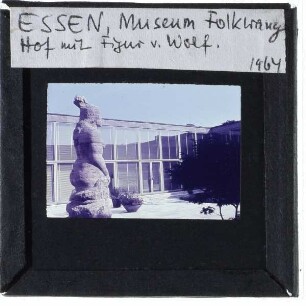 ESSEN, Museum Folkwang
Hof mit Figur v. Wolf.
1964